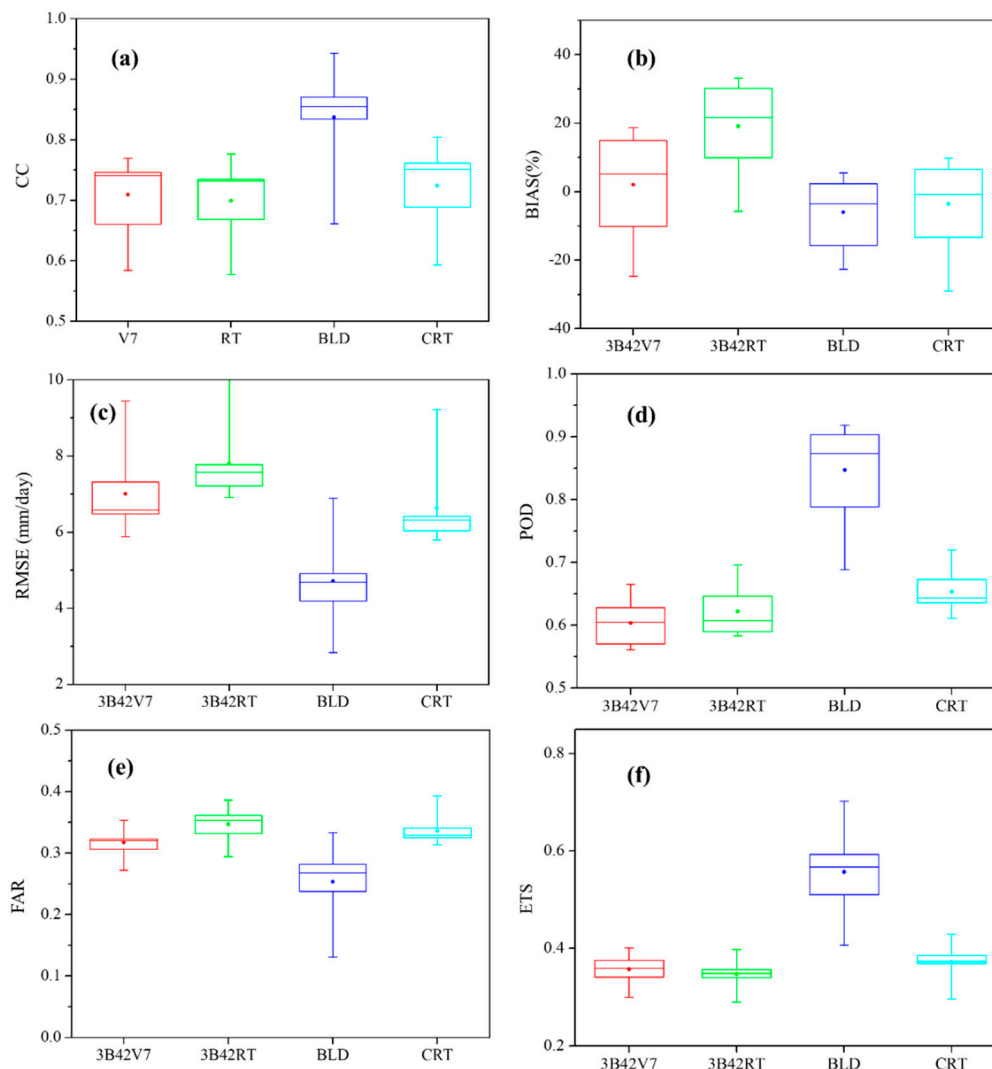 1.0
(a)
0.9
0.8
CC
0.7
0.6
0.5
V7 RT BLD CRT
40
(b)
20
BIAS(%)
0
-20
-40
3B42V7 3B42RT BLD CRT
10
(c)
8
RMSE (mm/day)
6
4
2
3B42V7 3B42RT BLD CRT
1.0
(d)
0.9
0.8
POD
0.7
0.6
0.5
3B42V7 3B42RT BLD CRT
0.5
(e)
0.4
0.3
FAR
0.2
0.1
0.0
3B42V7 3B42RT BLD CRT
0.8
(f)
0.6
ETS
0.4
0.2
3B42V7 3B42RT BLD CRT